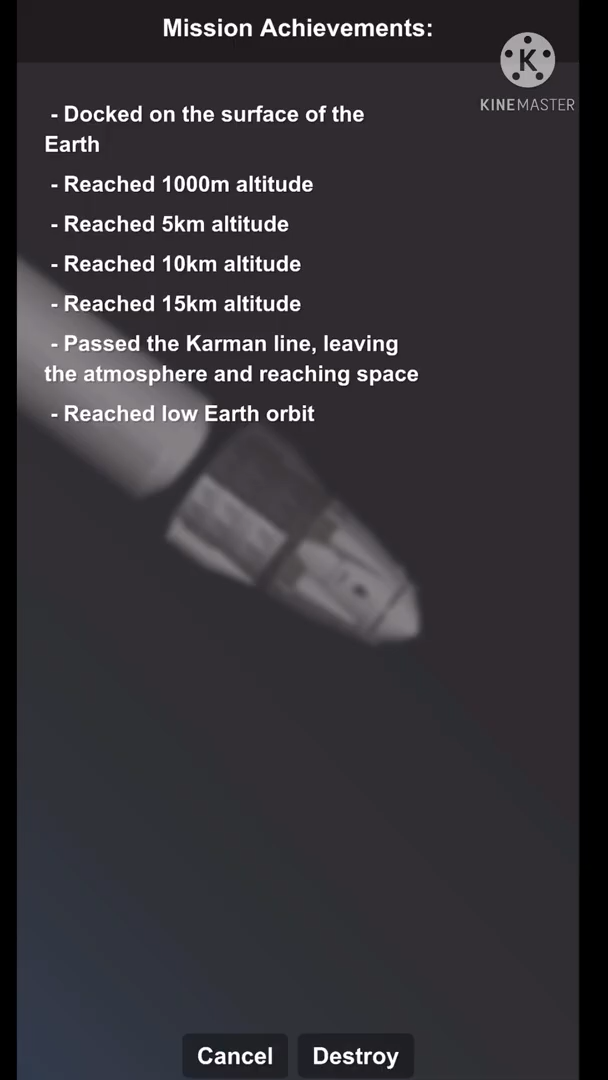 Mission Achievements:
K
KINEMASTER
- Docked on the surface of the
Earth
- Reached 1000m altitude
- Reached 5km altitude
- Reached 10km altitude
- Reached 15km altitude
- Passed the Karman line, leaving
the atmosphere and reaching space
- Reached low Earth orbit
Cancel
Destroy